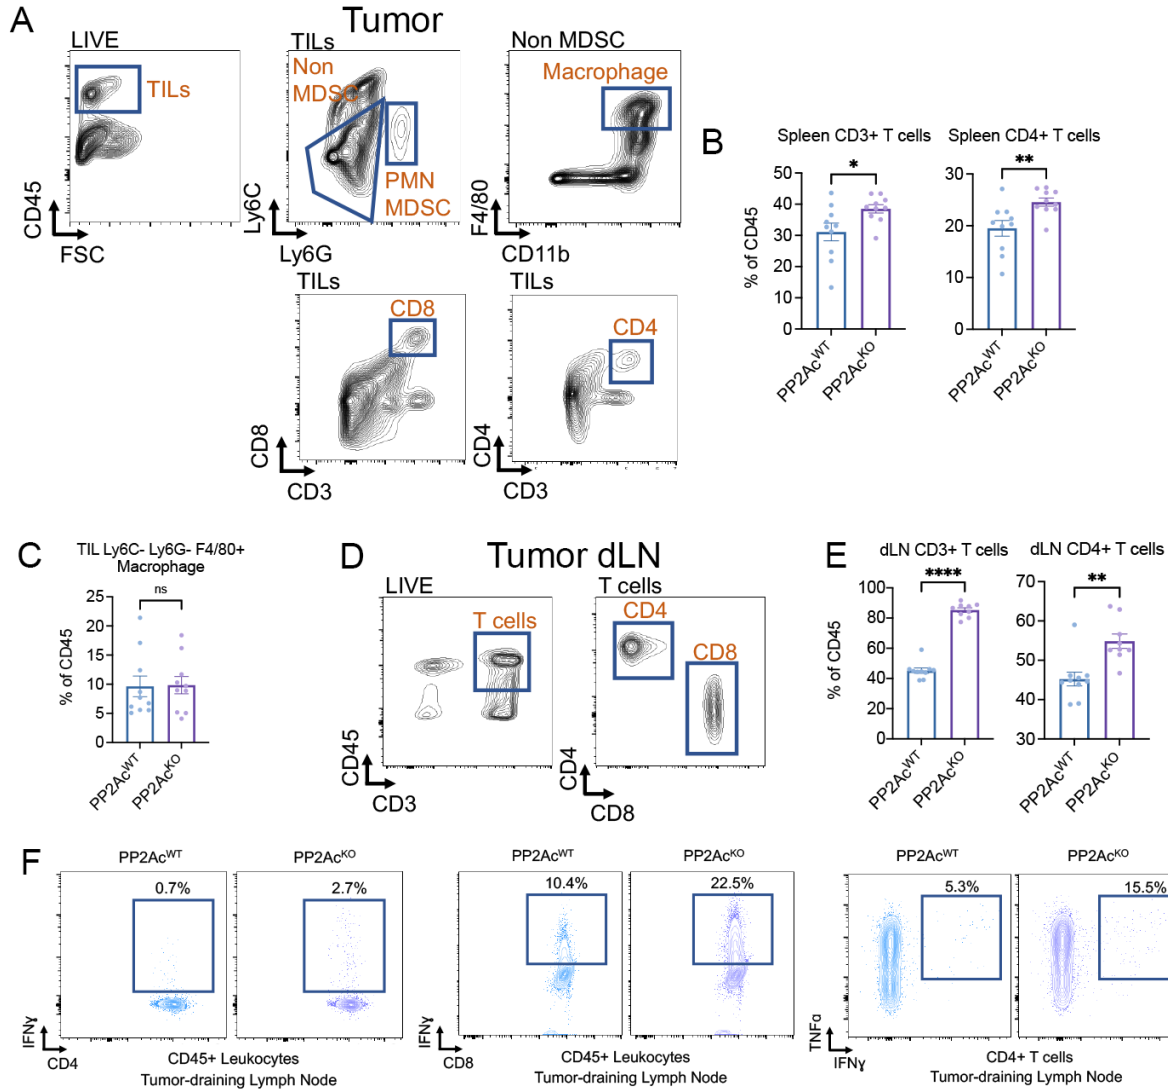 A
Tumor
LIVE
TILs
CD45
FSC
TILs
Non
MDSC
PMN
MDSC
Ly6C
Ly6G
Non MDSC
Macrophage
F4/80
CD11b
TILs
CD8
CD8
CD3
TILs
CD4
CD4
CD3
B
Spleen CD3+ T cells
*
% of CD45
50
40
30
20
10
0
PP2Ac^WT
PP2Ac^KO
Spleen CD4+ T cells
**
30
20
10
0
PP2Ac^WT
PP2Ac^KO
C
TIL Ly6C- Ly6G- F4/80+
Macrophage
ns
% of CD45
25
20
15
10
5
0
PP2Ac^WT
PP2Ac^KO
D
Tumor dLN
LIVE
T cells
CD45
CD3
T cells
CD4
CD8
CD4
CD8
E
dLN CD3+ T cells
****
% of CD45
100
80
60
40
20
0
PP2Ac^WT
PP2Ac^KO
dLN CD4+ T cells
**
70
60
50
40
30
PP2Ac^WT
PP2Ac^KO
F
PP2Ac^WT
PP2Ac^KO
0.7%
2.7%
IFNγ
CD4
CD45+ Leukocytes
Tumor-draining Lymph Node
PP2Ac^WT
PP2Ac^KO
10.4%
22.5%
IFNγ
CD8
CD45+ Leukocytes
Tumor-draining Lymph Node
PP2Ac^WT
PP2Ac^KO
5.3%
15.5%
TNFα
IFNγ
CD4+ T cells
Tumor-draining Lymph Node